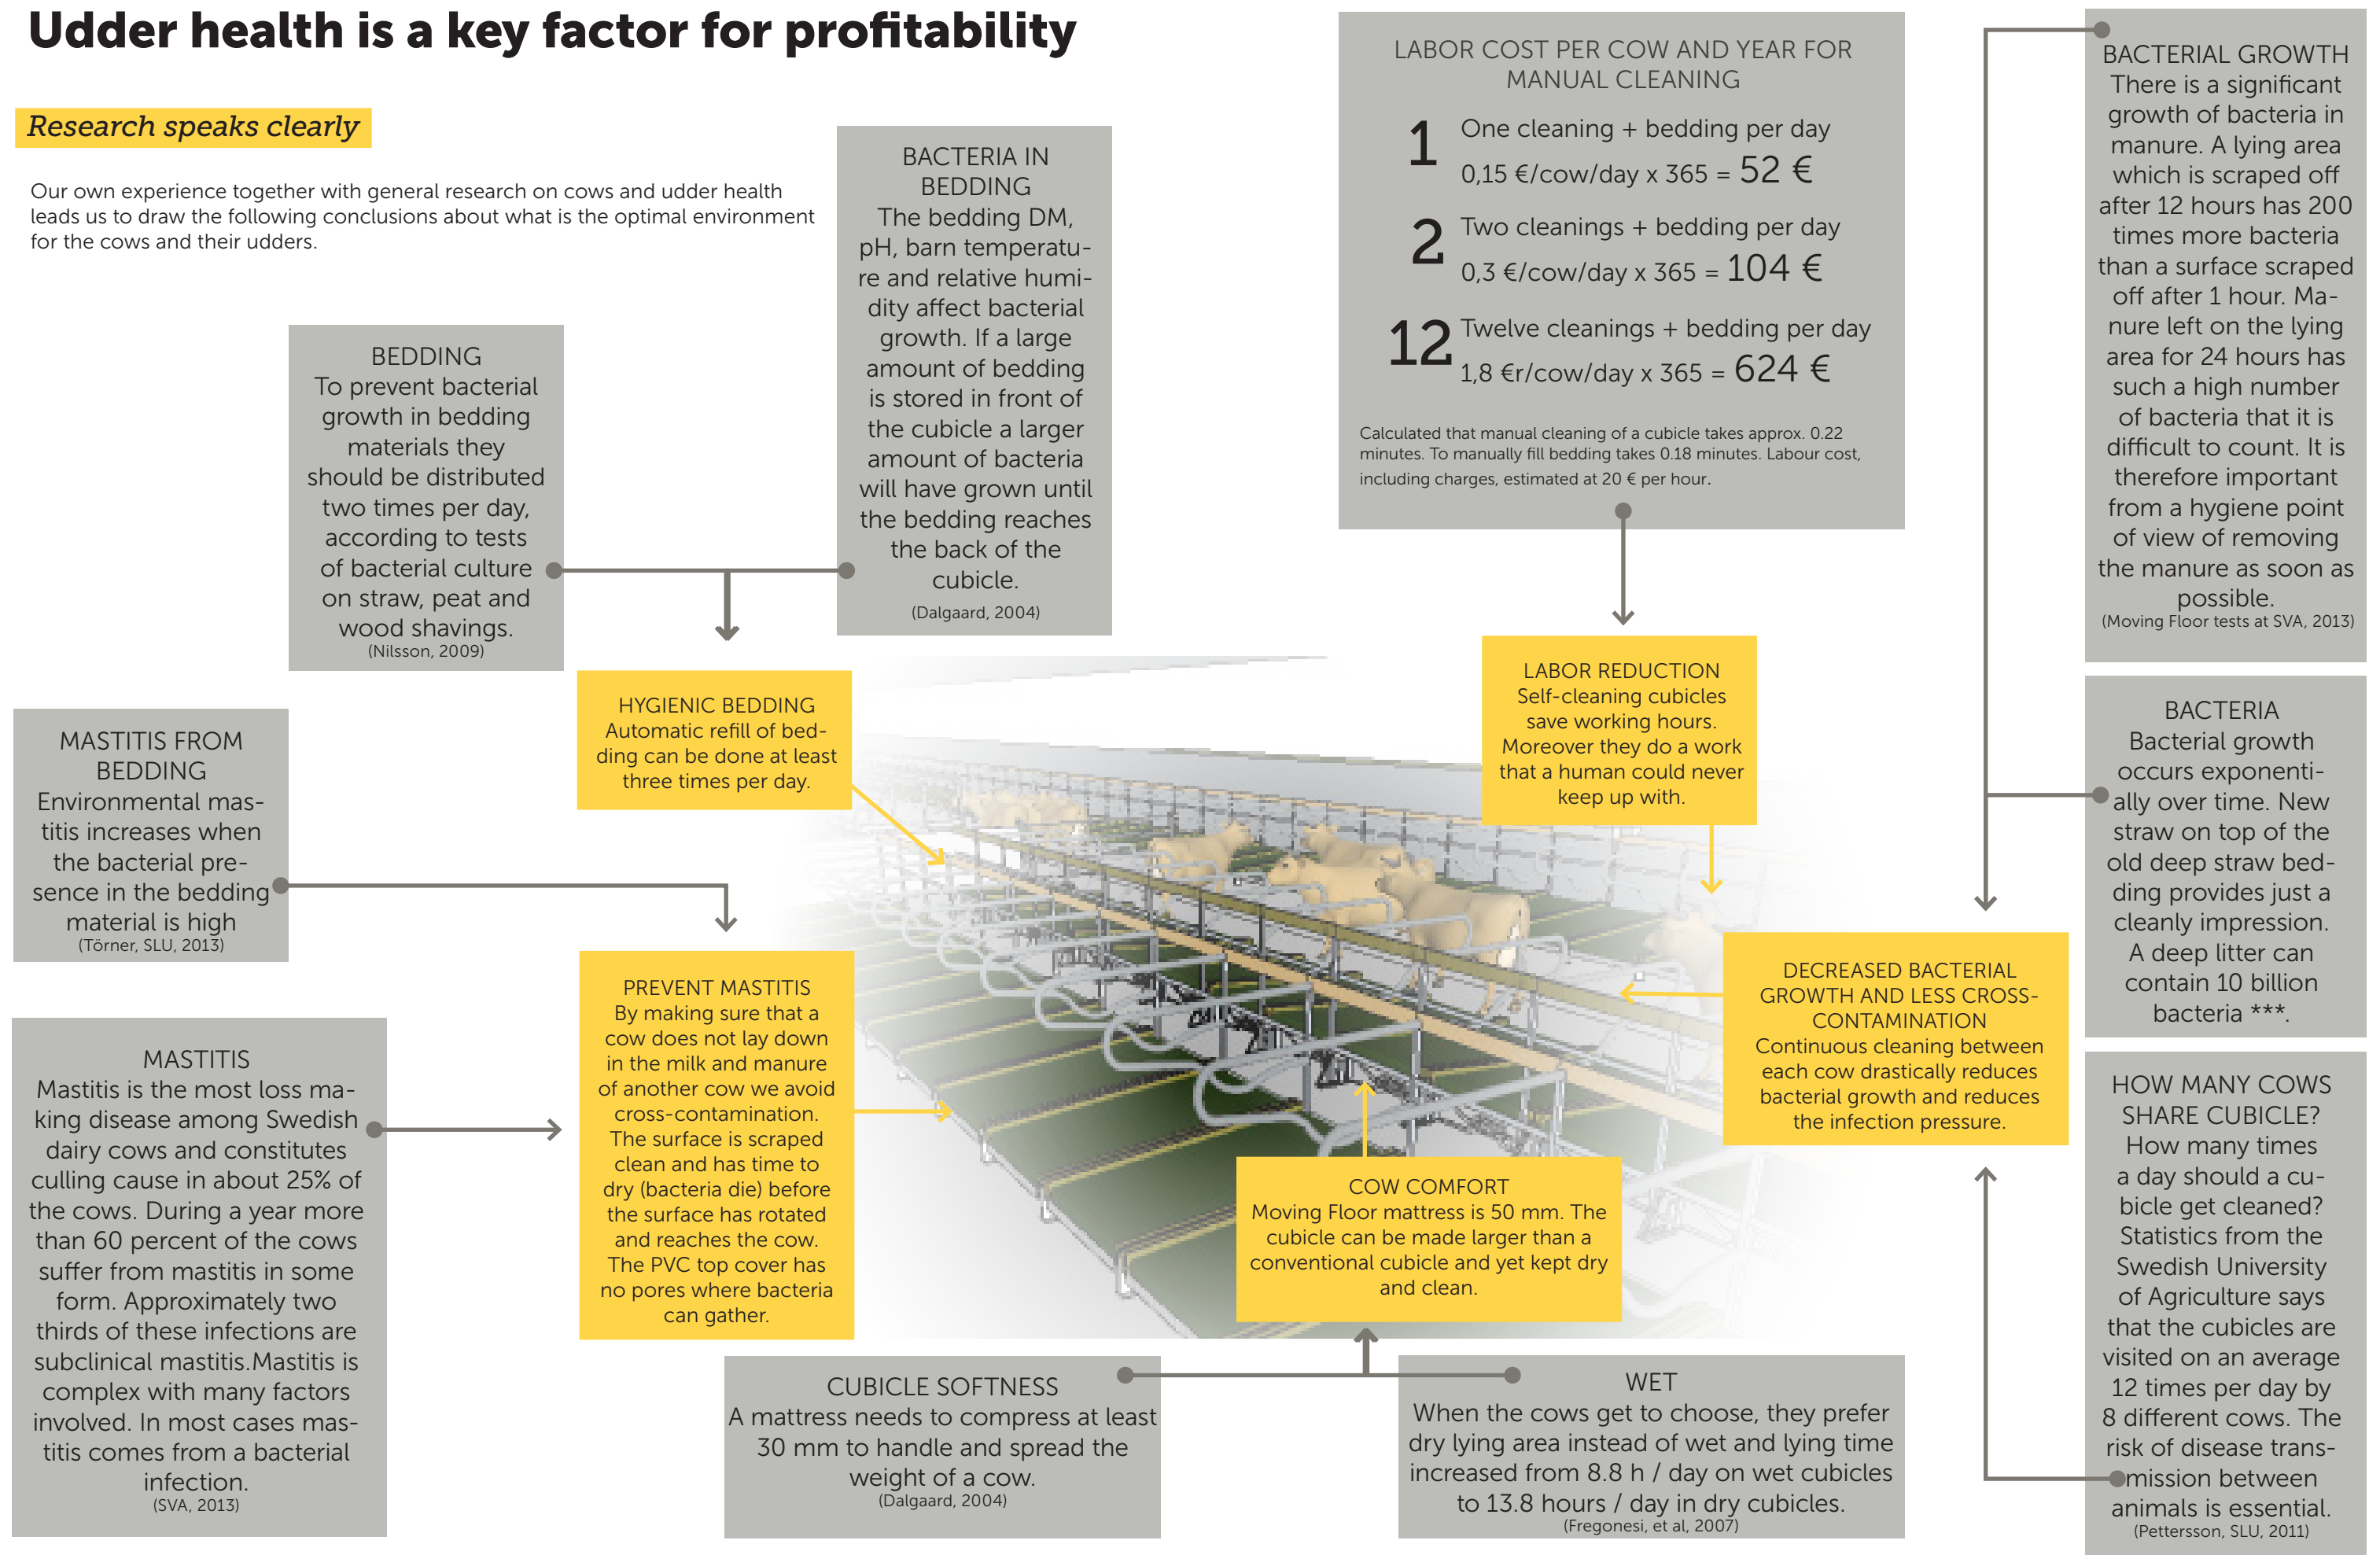 Udder health is a key factor for profitability
Research speaks clearly
Our own experience together with general research on cows and udder health
leads us to draw the following conclusions about what is the optimal environment
for the cows and their udders.
BEDDING
To prevent bacterial
growth in bedding
materials they
should be distributed
two times per day,
according to tests
of bacterial culture
on straw, peat and
wood shavings.
(Nilsson, 2009)
BACTERIA IN
BEDDING
The bedding DM,
pH, barn temperatu-
re and relative humi-
dity affect bacterial
growth. If a large
amount of bedding
is stored in front of
the cubicle a larger
amount of bacteria
will have grown until
the bedding reaches
the back of the
cubicle.
(Dalgaard, 2004)
LABOR COST PER COW AND YEAR FOR
MANUAL CLEANING
1 One cleaning + bedding per day
0,15 €/cow/day x 365 = 52 €
2 Two cleanings + bedding per day
0,3 €/cow/day x 365 = 104 €
12 Twelve cleanings + bedding per day
1,8 €r/cow/day x 365 = 624 €
Calculated that manual cleaning of a cubicle takes approx. 0.22
minutes. To manually fill bedding takes 0.18 minutes. Labour cost,
including charges, estimated at 20 € per hour.
BACTERIAL GROWTH
There is a significant
growth of bacteria in
manure. A lying area
which is scraped off
after 12 hours has 200
times more bacteria
than a surface scraped
off after 1 hour. Ma-
nure left on the lying
area for 24 hours has
such a high number
of bacteria that it is
difficult to count. It is
therefore important
from a hygiene point
of view of removing
the manure as soon as
possible.
(Moving Floor tests at SVA, 2013)
HYGIENIC BEDDING
Automatic refill of bed-
ding can be done at least
three times per day.
LABOR REDUCTION
Self-cleaning cubicles
save working hours.
Moreover they do a work
that a human could never
keep up with.
MASTITIS FROM
BEDDING
Environmental mas-
titis increases when
the bacterial pre-
sence in the bedding
material is high
(Törner, SLU, 2013)
BACTERIA
Bacterial growth
occurs exponenti-
ally over time. New
straw on top of the
old deep straw bed-
ding provides just a
cleanly impression.
A deep litter can
contain 10 billion
bacteria ***.
PREVENT MASTITIS
By making sure that a
cow does not lay down
in the milk and manure
of another cow we avoid
cross-contamination.
The surface is scraped
clean and has time to
dry (bacteria die) before
the surface has rotated
and reaches the cow.
The PVC top cover has
no pores where bacteria
can gather.
DECREASED BACTERIAL
GROWTH AND LESS CROSS-
CONTAMINATION
Continuous cleaning between
each cow drastically reduces
bacterial growth and reduces
the infection pressure.
MASTITIS
Mastitis is the most loss ma-
king disease among Swedish
dairy cows and constitutes
culling cause in about 25% of
the cows. During a year more
than 60 percent of the cows
suffer from mastitis in some
form. Approximately two
thirds of these infections are
subclinical mastitis.Mastitis is
complex with many factors
involved. In most cases mas-
titis comes from a bacterial
infection.
(SVA, 2013)
COW COMFORT
Moving Floor mattress is 50 mm. The
cubicle can be made larger than a
conventional cubicle and yet kept dry
and clean.
HOW MANY COWS
SHARE CUBICLE?
How many times
a day should a cu-
bicle get cleaned?
Statistics from the
Swedish University
of Agriculture says
that the cubicles are
visited on an average
12 times per day by
8 different cows. The
risk of disease trans-
mission between
animals is essential.
(Pettersson, SLU, 2011)
CUBICLE SOFTNESS
A mattress needs to compress at least
30 mm to handle and spread the
weight of a cow.
(Dalgaard, 2004)
WET
When the cows get to choose, they prefer
dry lying area instead of wet and lying time
increased from 8.8 h / day on wet cubicles
to 13.8 hours / day in dry cubicles.
(Fregonesi, et al, 2007)